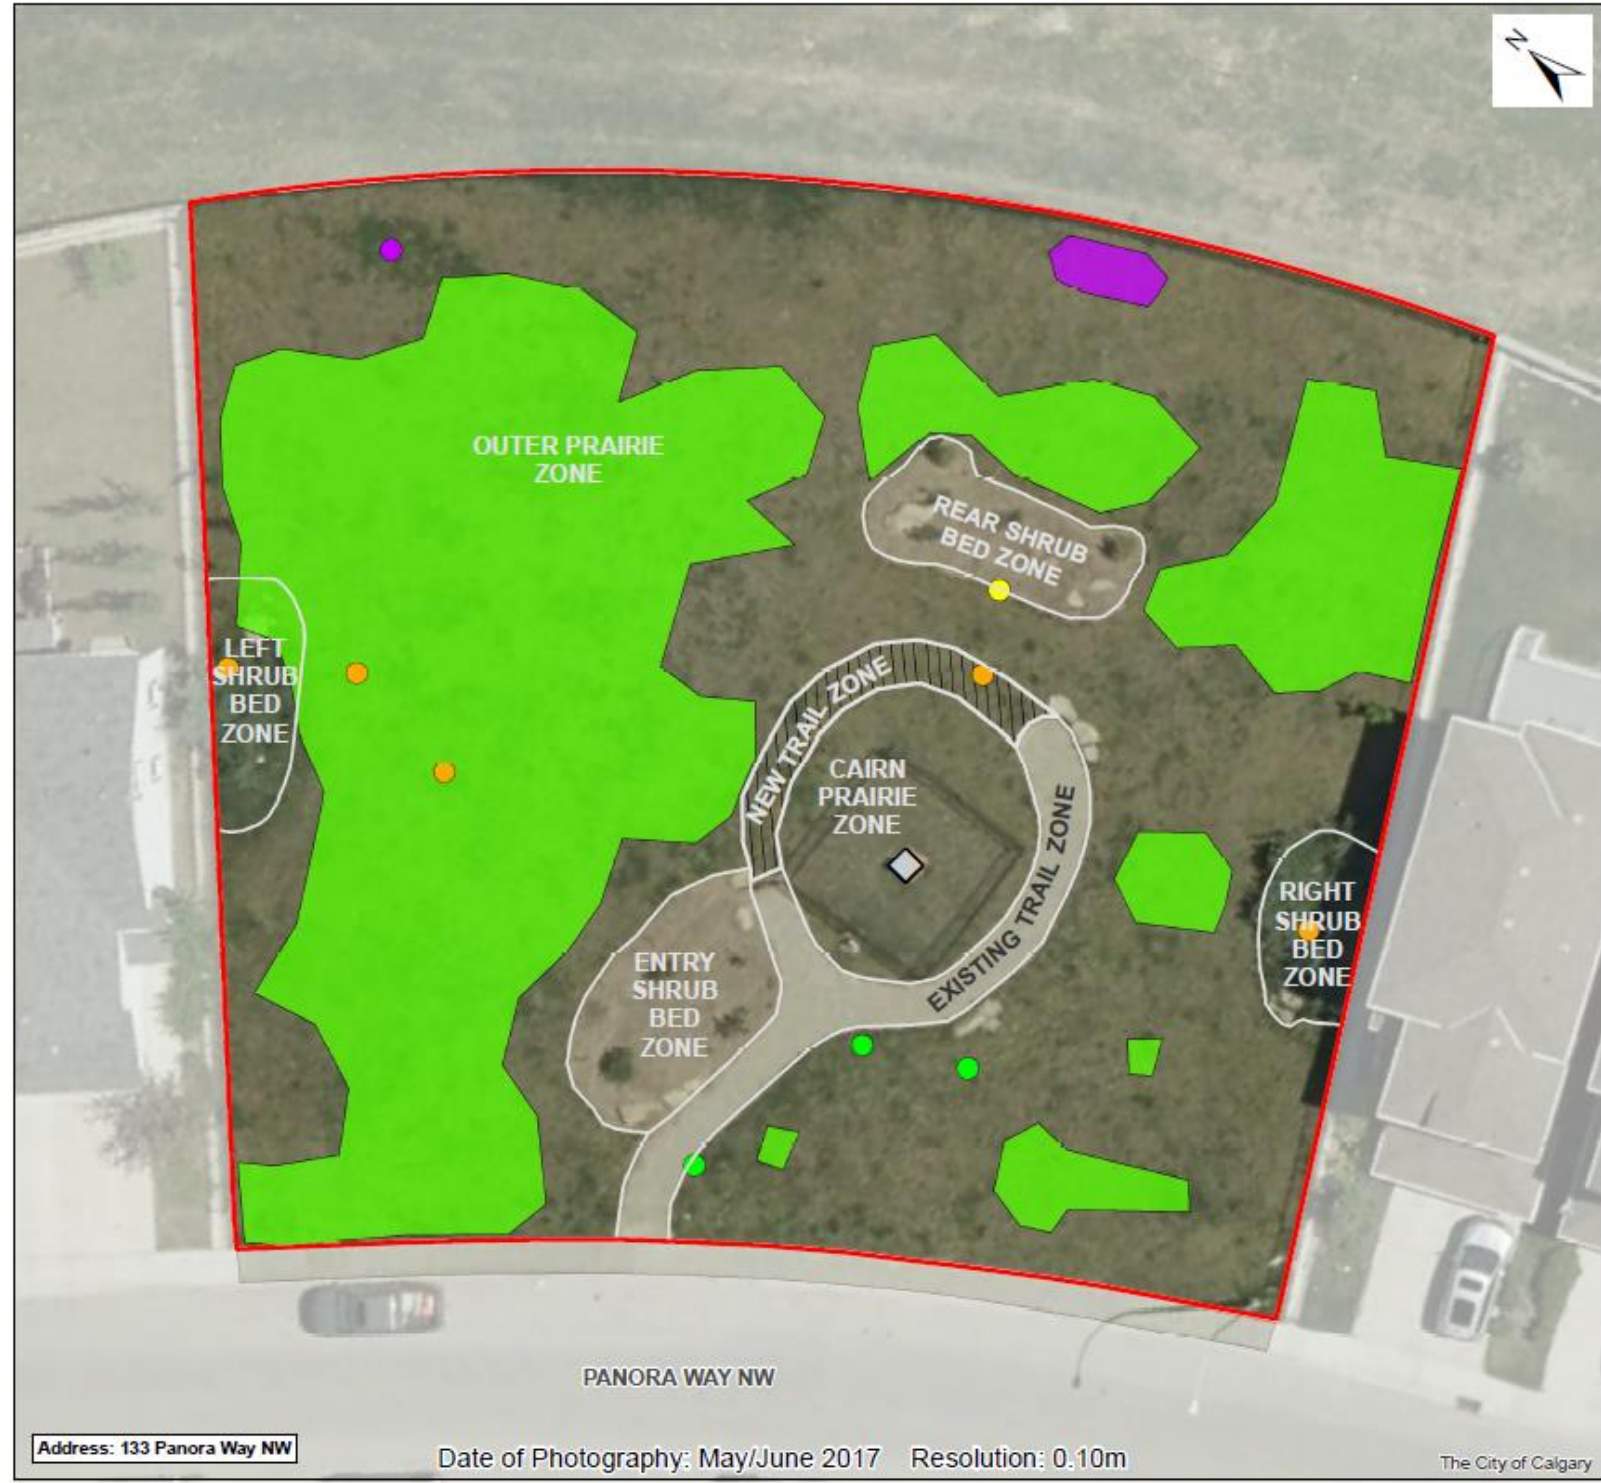 N
OUTER PRAIRIE
ZONE
REAR SHRUB
BED ZONE
LEFT
SHRUB
BED
ZONE
NEW TRAIL ZONE
CAIRN
PRAIRIE
ZONE
EXISTING TRAIL ZONE
RIGHT
SHRUB
BED
ZONE
ENTRY
SHRUB
BED
ZONE
PANORA WAY NW
Address: 133 Panora Way NW
Date of Photography: May/June 2017 Resolution: 0.10m
The City of Calgary